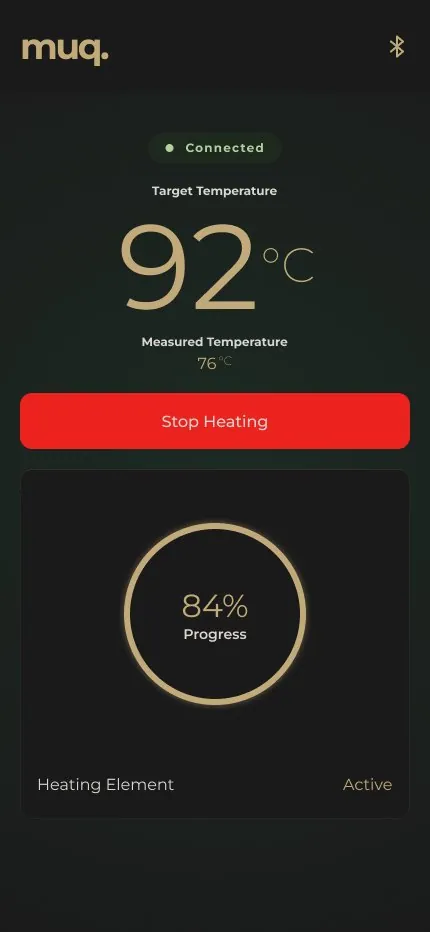 muq.
Connected
Target Temperature
92°C
Measured Temperature
76 °C
Stop Heating
84%
Progress
Heating Element Active